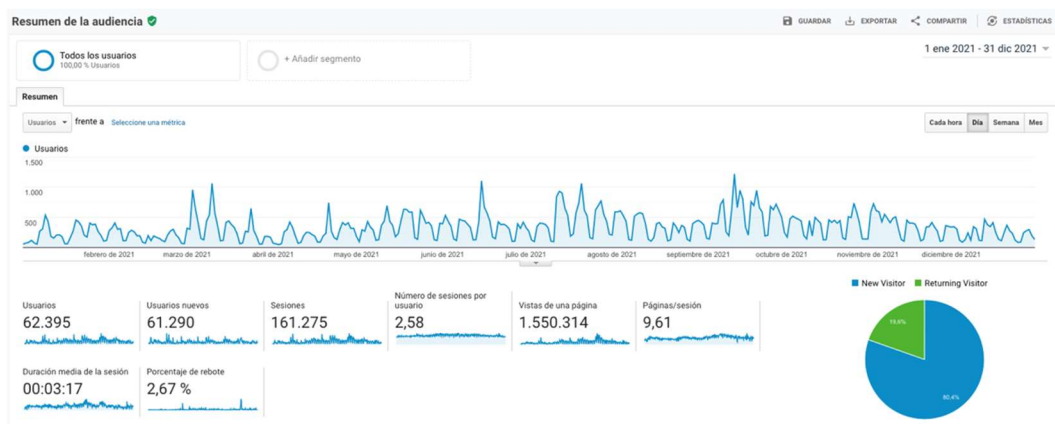 Resumen de la audiencia
GUARDAR EXPORTAR COMPARTIR ESTADÍSTICAS
Todos los usuarios
100,00 % Usuarios
+ Añadir segmento
1 ene 2021 - 31 dic 2021
Resumen
Usuarios frente a Seleccione una métrica
Cada hora Día Semana Mes
Usuarios
1.500
1.000
500
febrero de 2021 marzo de 2021 abril de 2021 mayo de 2021 junio de 2021 julio de 2021 agosto de 2021 septiembre de 2021 octubre de 2021 noviembre de 2021 diciembre de 2021
New Visitor Returning Visitor
Usuarios
62.395
Usuarios nuevos
61.290
Sesiones
161.275
Número de sesiones por
usuario
2,58
Vistas de una página
1.550.314
Páginas/sesión
9,61
19,6%
80,4%
Duración media de la sesión
00:03:17
Porcentaje de rebote
2,67 %